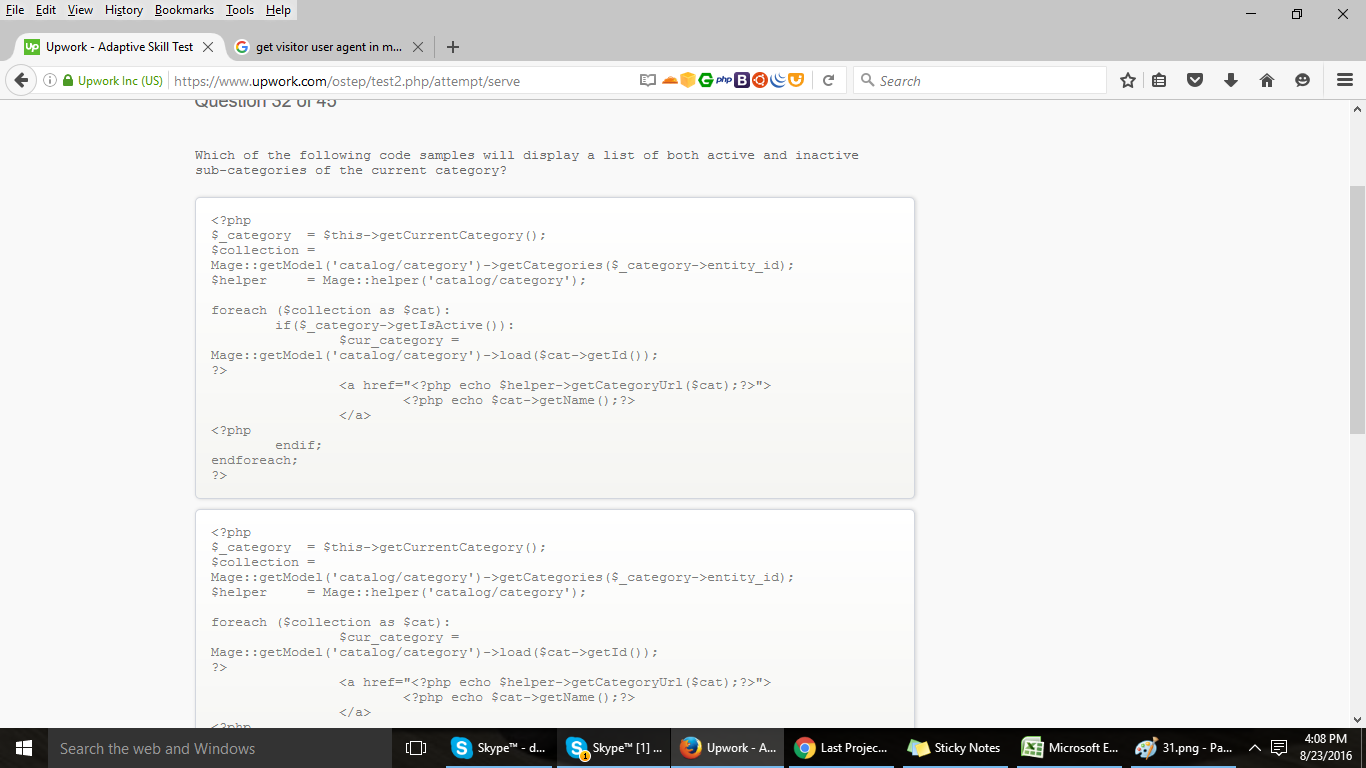 File Edit View History Bookmarks Tools Help
Upwork - Adaptive Skill Test
get visitor user agent in m...
Upwork Inc (US)
https://www.upwork.com/ostep/test2.php/attempt/serve
php
B
Search
Question 32 of 45
Which of the following code samples will display a list of both active and inactive
sub-categories of the current category?
<?php
$_category  = $this->getCurrentCategory();
$collection =
Mage::getModel('catalog/category')->getCategories($_category->entity_id);
$helper     = Mage::helper('catalog/category');
foreach ($collection as $cat):
        if($_category->getIsActive()):
                $cur_category =
Mage::getModel('catalog/category')->load($cat->getId());
?>
                <a href="<?php echo $helper->getCategoryUrl($cat);?>">
                        <?php echo $cat->getName();?>
                </a>
<?php
        endif;
endforeach;
?>
<?php
$_category  = $this->getCurrentCategory();
$collection =
Mage::getModel('catalog/category')->getCategories($_category->entity_id);
$helper     = Mage::helper('catalog/category');
foreach ($collection as $cat):
                $cur_category =
Mage::getModel('catalog/category')->load($cat->getId());
?>
                <a href="<?php echo $helper->getCategoryUrl($cat);?>">
                        <?php echo $cat->getName();?>
                </a>
<?php
Search the web and Windows
Skype™ - d...
Skype™ [1] ...
Upwork - A...
Last Projec...
Sticky Notes
Microsoft E...
31.png - Pa...
4:08 PM
8/23/2016